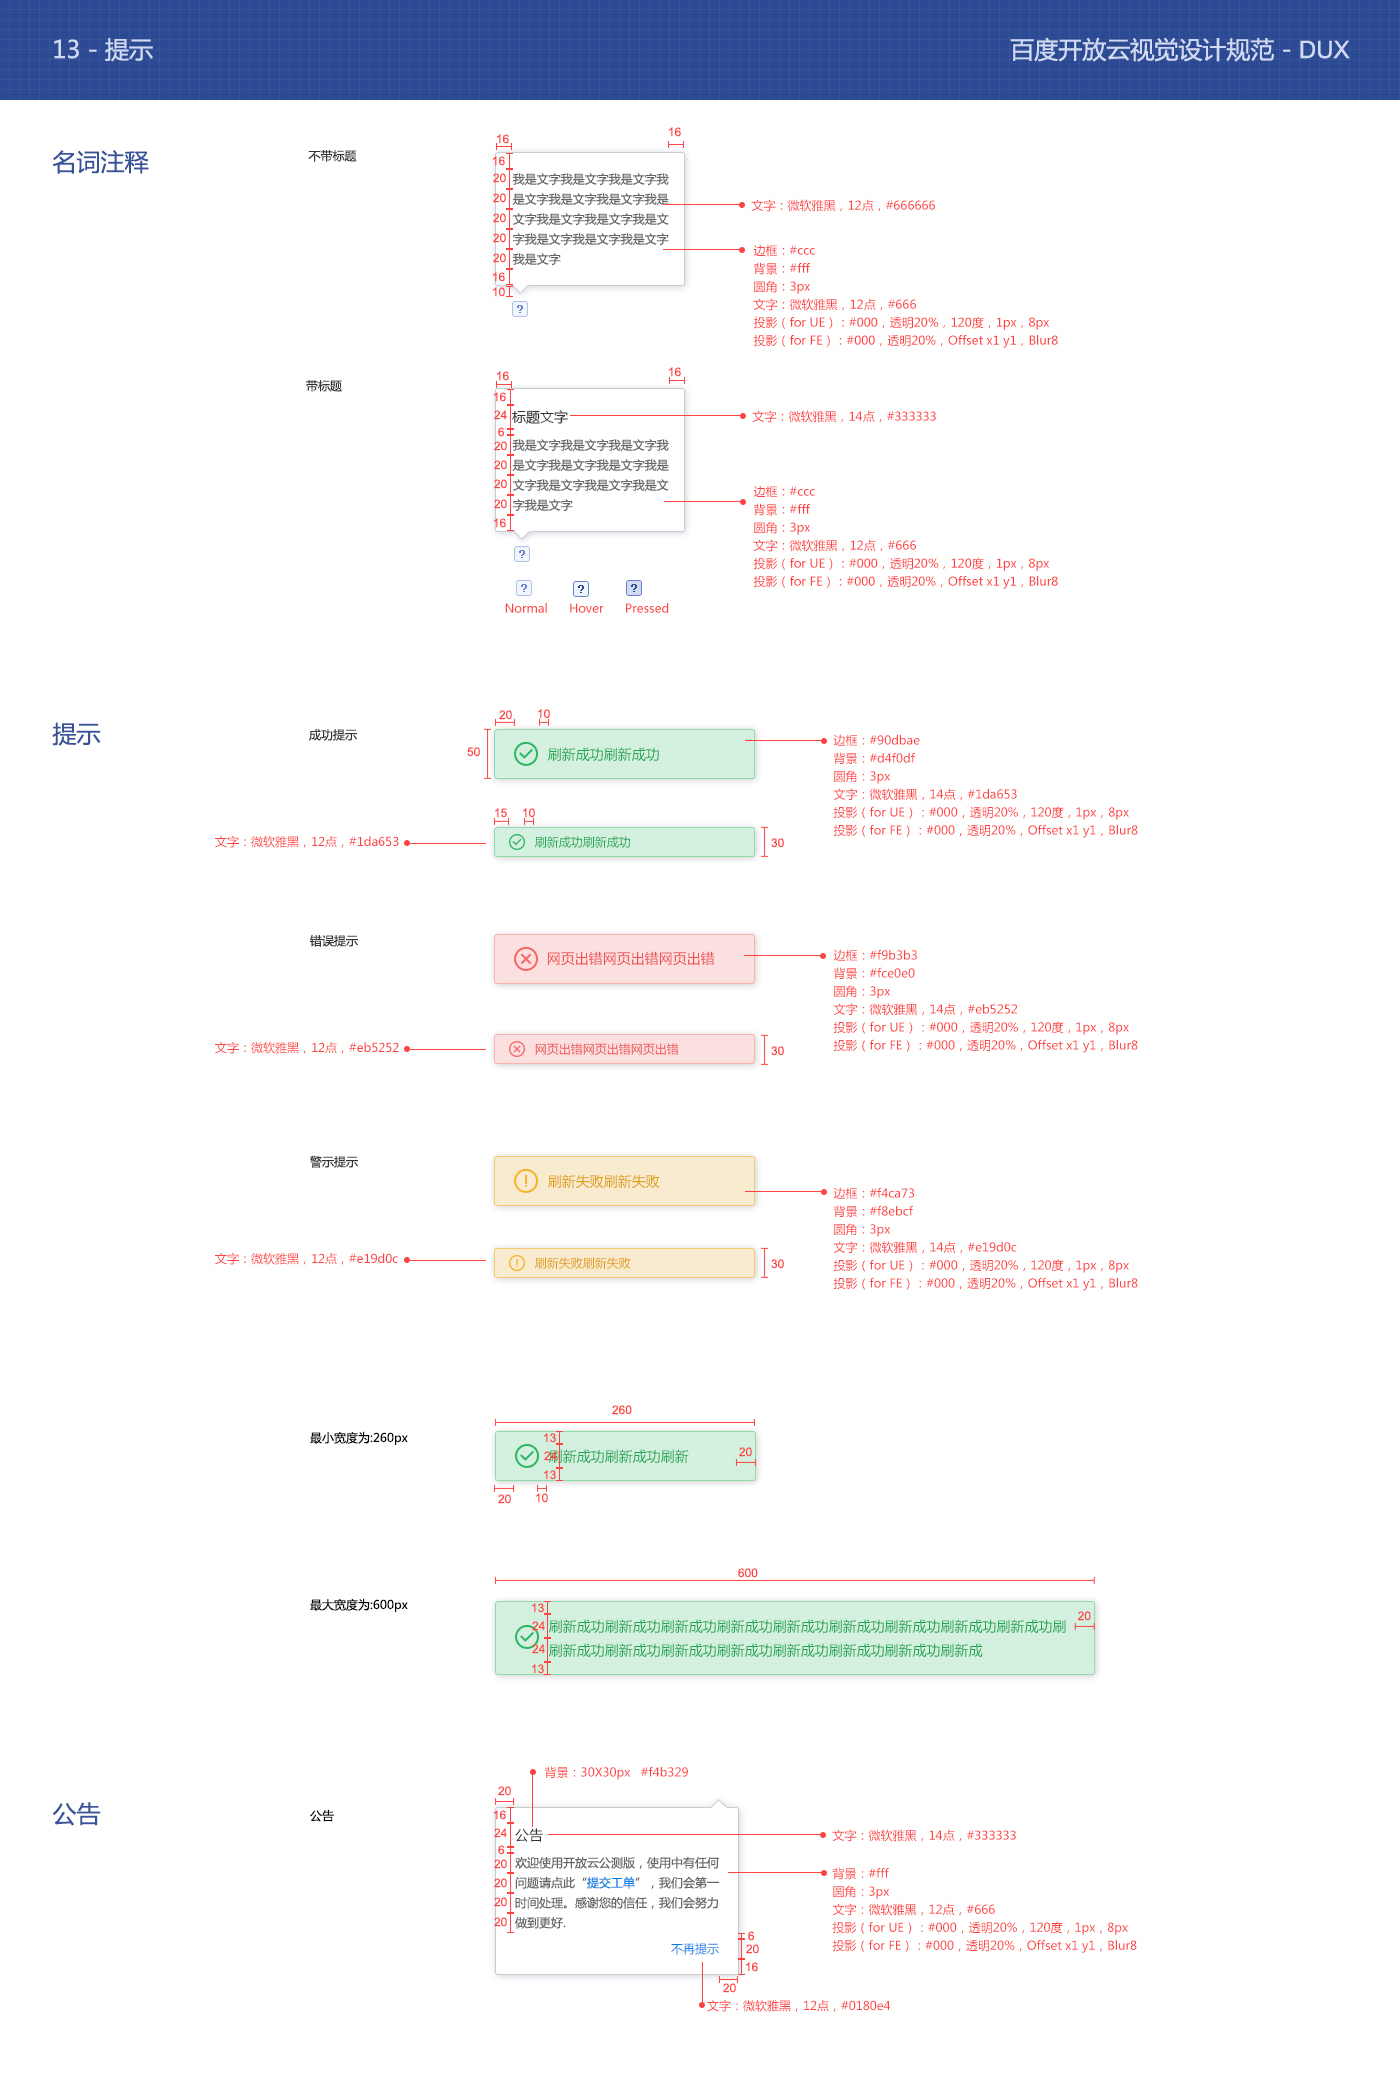 13 - 提示
百度开放云视觉设计规范 - DUX
名词注释
不带标题
16
16
16
20
20
20
20
20
16
10
我是文字我是文字我是文字我
是文字我是文字我是文字我是
文字我是文字我是文字我是文
字我是文字我是文字我是文字
我是文字
?
文字：微软雅黑，12点，#666666
边框：#ccc
背景：#fff
圆角：3px
文字：微软雅黑，12点，#666
投影（for UE）：#000，透明20%，120度，1px，8px
投影（for FE）：#000，透明20%，Offset x1 y1，Blur8
带标题
16
16
16
24
6
20
20
20
20
16
标题文字
我是文字我是文字我是文字我
是文字我是文字我是文字我是
文字我是文字我是文字我是文
字我是文字
?
文字：微软雅黑，14点，#333333
边框：#ccc
背景：#fff
圆角：3px
文字：微软雅黑，12点，#666
投影（for UE）：#000，透明20%，120度，1px，8px
投影（for FE）：#000，透明20%，Offset x1 y1，Blur8
? ? ?
Normal Hover Pressed
提示
成功提示
20
10
50
刷新成功刷新成功
边框：#90dbae
背景：#d4f0df
圆角：3px
文字：微软雅黑，14点，#1da653
投影（for UE）：#000，透明20%，120度，1px，8px
投影（for FE）：#000，透明20%，Offset x1 y1，Blur8
15
10
文字：微软雅黑，12点，#1da653
刷新成功刷新成功
30
错误提示
网页出错网页出错网页出错
边框：#f9b3b3
背景：#fce0e0
圆角：3px
文字：微软雅黑，14点，#eb5252
投影（for UE）：#000，透明20%，120度，1px，8px
投影（for FE）：#000，透明20%，Offset x1 y1，Blur8
文字：微软雅黑，12点，#eb5252
网页出错网页出错网页出错
30
警示提示
刷新失败刷新失败
边框：#f4ca73
背景：#f8ebcf
圆角：3px
文字：微软雅黑，14点，#e19d0c
投影（for UE）：#000，透明20%，120度，1px，8px
投影（for FE）：#000，透明20%，Offset x1 y1，Blur8
文字：微软雅黑，12点，#e19d0c
刷新失败刷新失败
30
最小宽度为:260px
260
13
24
13
刷新成功刷新成功刷新
20
20
10
最大宽度为:600px
600
13
24
24
13
刷新成功刷新成功刷新成功刷新成功刷新成功刷新成功刷新成功刷新成功刷新成功刷
刷新成功刷新成功刷新成功刷新成功刷新成功刷新成功刷新成功刷新成
20
公告
公告
背景：30X30px #f4b329
20
16
24
6
20
20
20
20
公告
欢迎使用开放云公测版，使用中有任何
问题请点此“提交工单”，我们会第一
时间处理。感谢您的信任，我们会努力
做到更好.
不再提示
6
20
16
20
文字：微软雅黑，14点，#333333
背景：#fff
圆角：3px
文字：微软雅黑，12点，#666
投影（for UE）：#000，透明20%，120度，1px，8px
投影（for FE）：#000，透明20%，Offset x1 y1，Blur8
文字：微软雅黑，12点，#0180e4